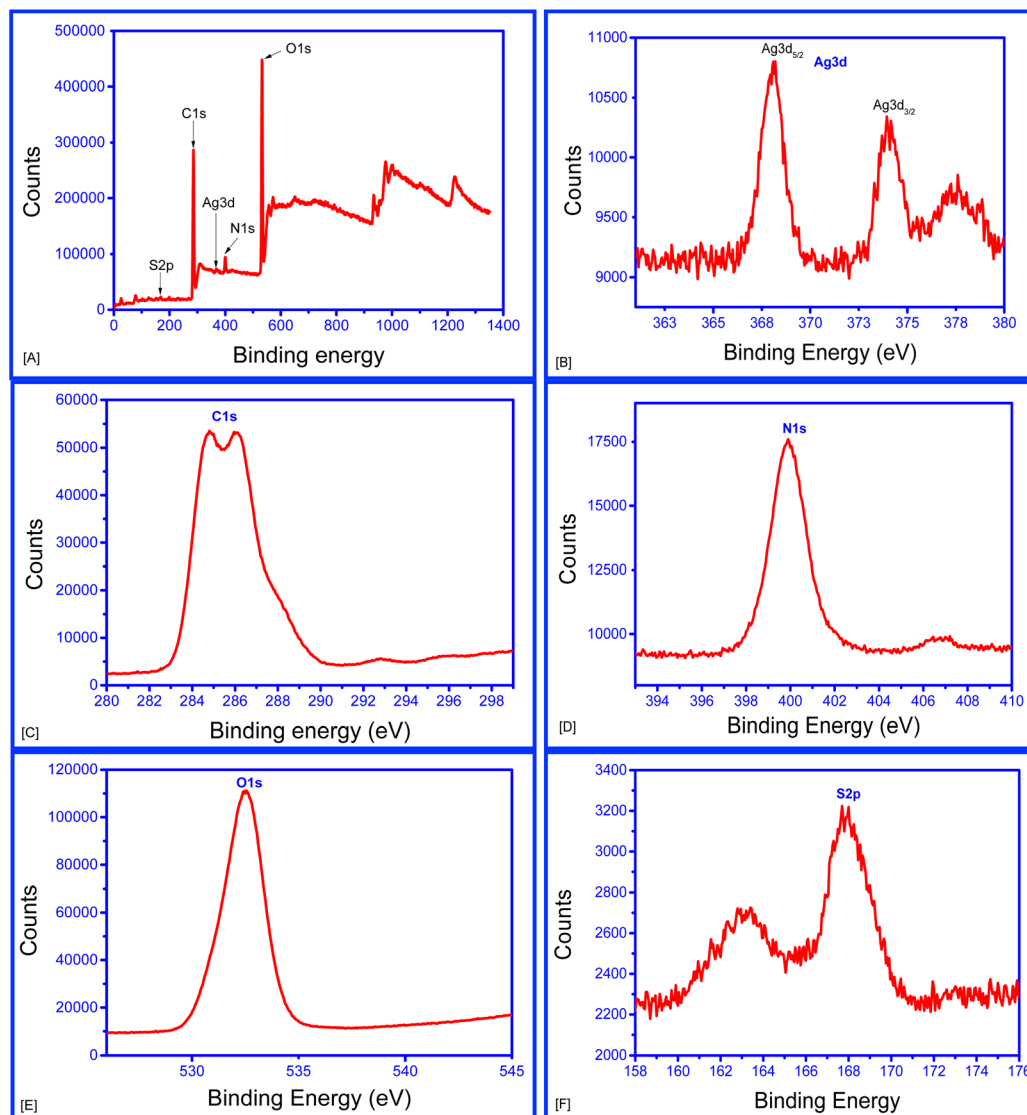 500000
400000
300000
200000
100000
0
Counts
O1s
C1s
Ag3d
N1s
S2p
0 200 400 600 800 1000 1200 1400
Binding energy
[A]
11000
10500
10000
9500
9000
Counts
Ag3d5/2
Ag3d
Ag3d3/2
363 365 368 370 373 375 378 380
Binding Energy (eV)
[B]
60000
50000
40000
30000
20000
10000
0
Counts
C1s
280 282 284 286 288 290 292 294 296 298
Binding energy (eV)
[C]
17500
15000
12500
10000
Counts
N1s
394 396 398 400 402 404 406 408 410
Binding Energy (eV)
[D]
120000
100000
80000
60000
40000
20000
0
Counts
O1s
530 535 540 545
Binding Energy (eV)
[E]
3400
3200
3000
2800
2600
2400
2200
2000
Counts
S2p
158 160 162 164 166 168 170 172 174 176
Binding Energy
[F]